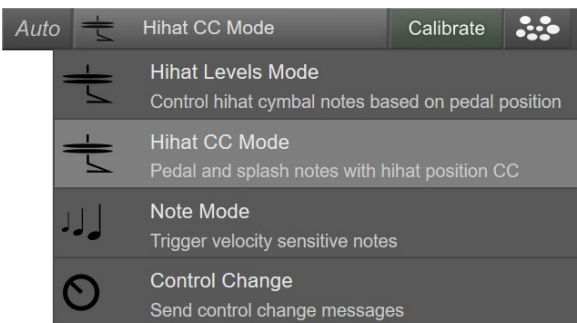 Auto Hihat CC Mode Calibrate
Hihat Levels Mode
Control hihat cymbal notes based on pedal position
Hihat CC Mode
Pedal and splash notes with hihat position CC
Note Mode
Trigger velocity sensitive notes
Control Change
Send control change messages